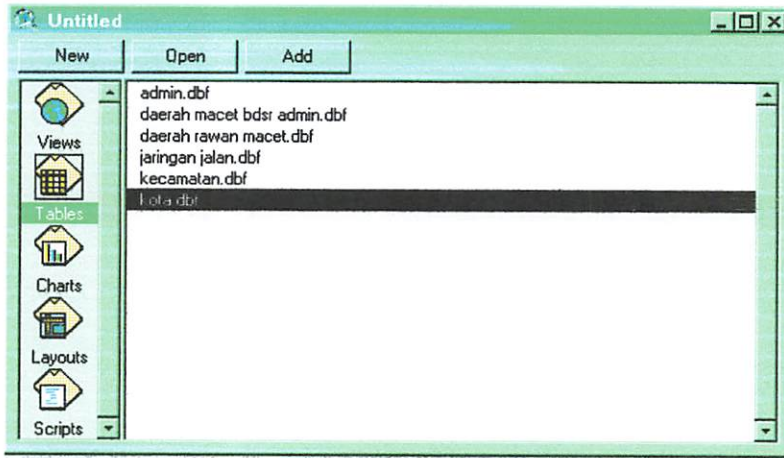 Untitled
New Open Add
admin.dbf
daerah macet bdsr admin.dbf
daerah rawan macet.dbf
jaringan jalan.dbf
kecamatan.dbf
kota.dbf
Views
Tables
Charts
Layouts
Scripts